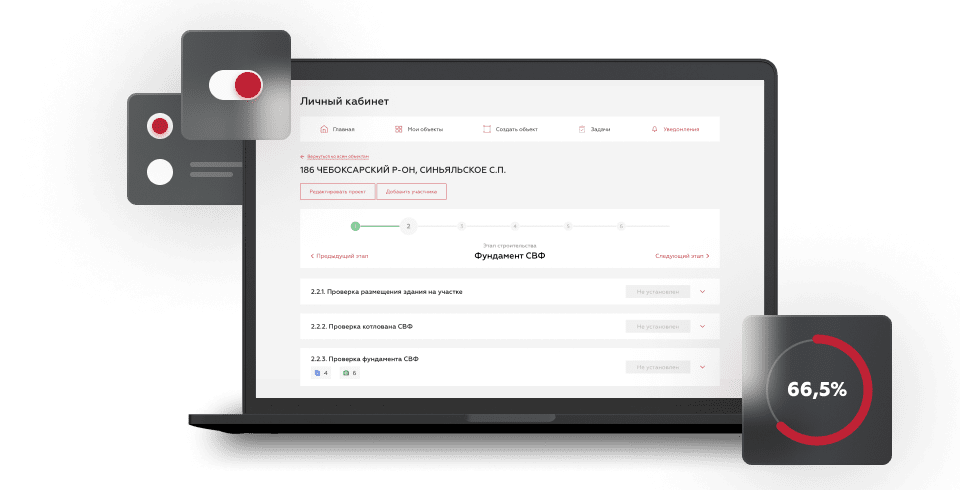 Личный кабинет
Главная
Мои объекты
Создать объект
Задачи
Уведомления
Вернуться ко всем объектам
186 ЧЕБОКСАРСКИЙ Р-ОН, СИНЬЯЛЬСКОЕ С.П.
Редактировать проект
Добавить участника
1 2 3 4 5 6
Этап строительства
Предыдущий этап
Фундамент СВФ
Следующий этап
2.2.1. Проверка размещения здания на участке
Не установлен
2.2.2. Проверка котлована СВФ
Не установлен
2.2.3. Проверка фундамента СВФ
Не установлен
4 6
66,5%